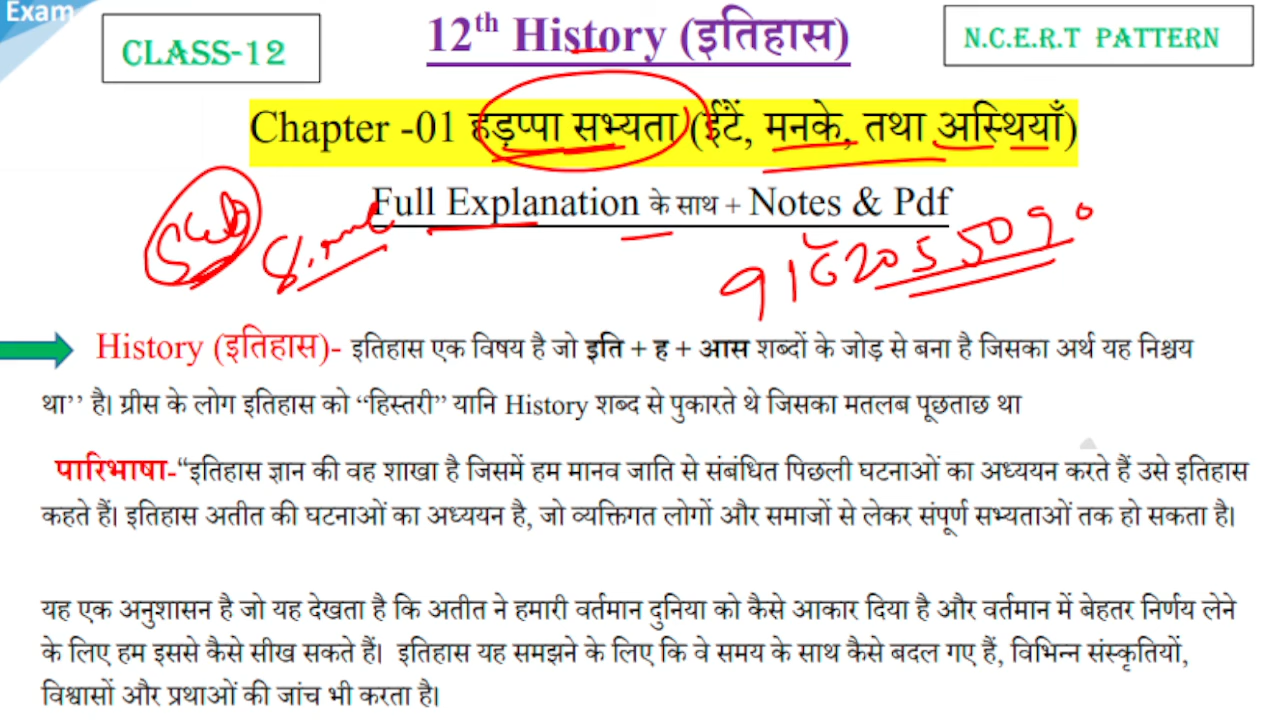 Exam
CLASS-12
12th History (इतिहास)
N.C.E.R.T PATTERN
Chapter -01 हड़प्पा सभ्यता (ईंटें, मनके, तथा अस्थियाँ)
Full Explanation के साथ + Notes & Pdf
History (इतिहास)- इतिहास एक विषय है जो इति + ह + आस शब्दों के जोड़ से बना है जिसका अर्थ यह निश्चय
था’’ है। ग्रीस के लोग इतिहास को “हिस्तरी” यानि History शब्द से पुकारते थे जिसका मतलब पूछताछ था
पारिभाषा-“इतिहास ज्ञान की वह शाखा है जिसमें हम मानव जाति से संबंधित पिछली घटनाओं का अध्ययन करते हैं उसे इतिहास
कहते हैं। इतिहास अतीत की घटनाओं का अध्ययन है, जो व्यक्तिगत लोगों और समाजों से लेकर संपूर्ण सभ्यताओं तक हो सकता है।
यह एक अनुशासन है जो यह देखता है कि अतीत ने हमारी वर्तमान दुनिया को कैसे आकार दिया है और वर्तमान में बेहतर निर्णय लेने
के लिए हम इससे कैसे सीख सकते हैं। इतिहास यह समझने के लिए कि वे समय के साथ कैसे बदल गए हैं, विभिन्न संस्कृतियों,
विश्वासों और प्रथाओं की जांच भी करता है।